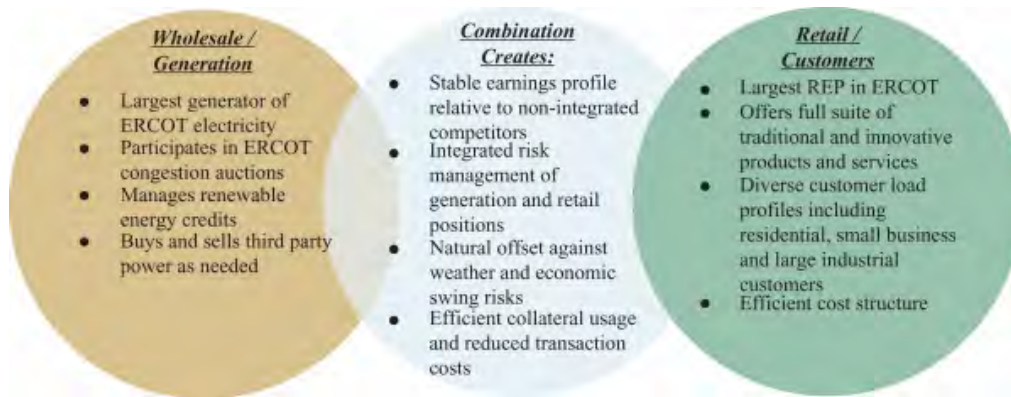 Wholesale /
Generation
● Largest generator of
ERCOT electricity
● Participates in ERCOT
congestion auctions
● Manages renewable
energy credits
● Buys and sells third party
power as needed
Combination
Creates:
● Stable earnings profile
relative to non-integrated
competitors
● Integrated risk
management of
generation and retail
positions
● Natural offset against
weather and economic
swing risks
● Efficient collateral usage
and reduced transaction
costs
Retail /
Customers
● Largest REP in ERCOT
● Offers full suite of
traditional and innovative
products and services
● Diverse customer load
profiles including
residential, small business
and large industrial
customers
● Efficient cost structure